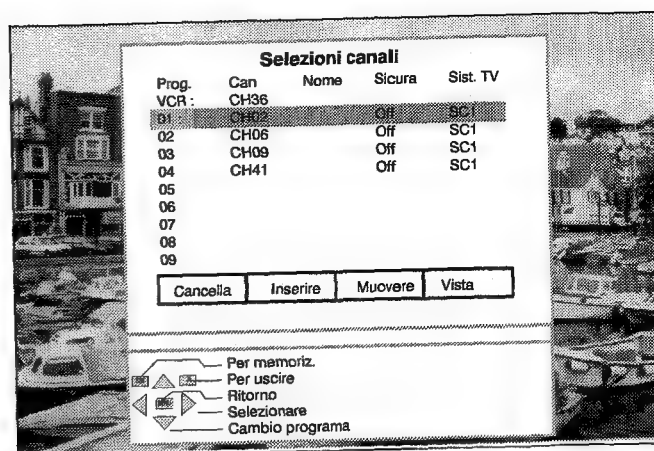 Selezioni canali
Prog. Can Nome Sicura Sist. TV
VCR : CH36
01 CH02 Off SC1
02 CH06 Off SC1
03 CH09 Off SC1
04 CH41 Off SC1
05
06
07
08
09
Cancella Inserire Muovere Vista
Per memoriz.
Per uscire
Ritorno
Selezionare
Cambio programa